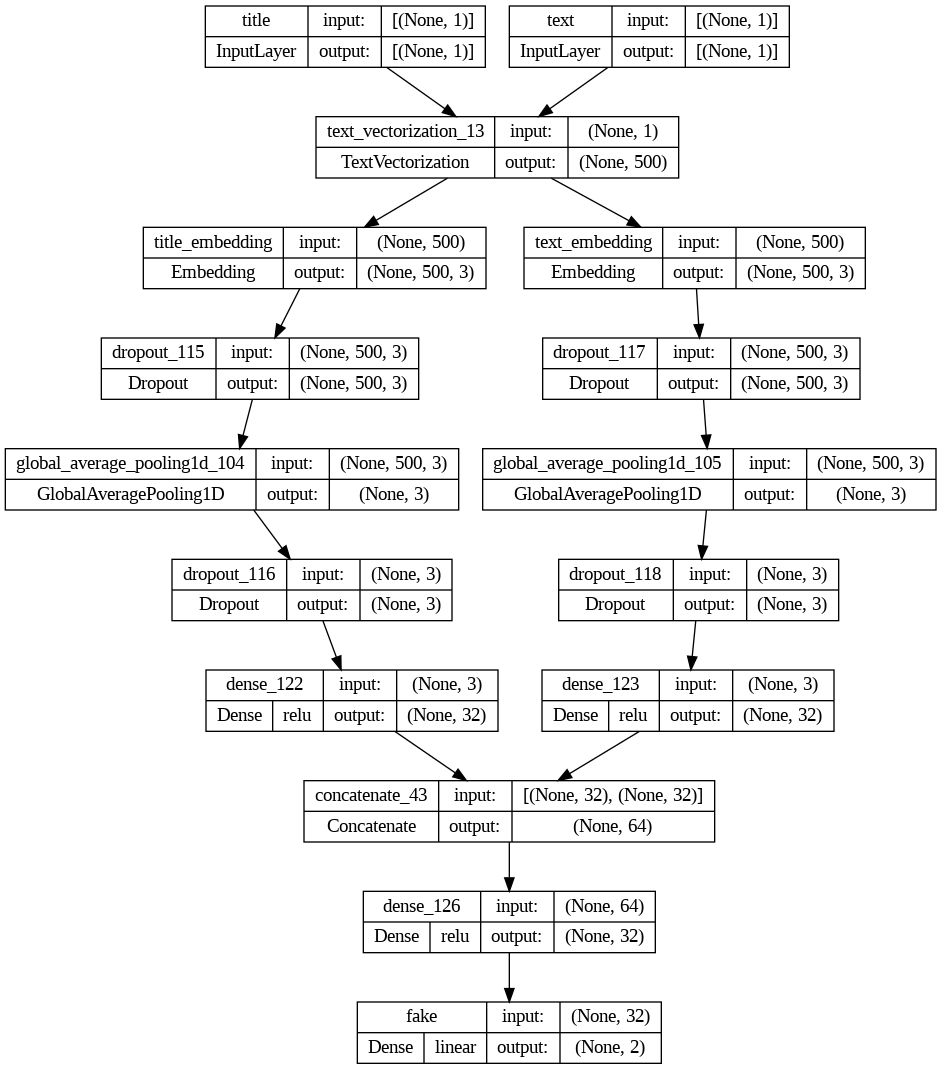 title input: [(None, 1)]
InputLayer output: [(None, 1)]
text input: [(None, 1)]
InputLayer output: [(None, 1)]
text_vectorization_13 input: (None, 1)
TextVectorization output: (None, 500)
title_embedding input: (None, 500)
Embedding output: (None, 500, 3)
text_embedding input: (None, 500)
Embedding output: (None, 500, 3)
dropout_115 input: (None, 500, 3)
Dropout output: (None, 500, 3)
dropout_117 input: (None, 500, 3)
Dropout output: (None, 500, 3)
global_average_pooling1d_104 input: (None, 500, 3)
GlobalAveragePooling1D output: (None, 3)
global_average_pooling1d_105 input: (None, 500, 3)
GlobalAveragePooling1D output: (None, 3)
dropout_116 input: (None, 3)
Dropout output: (None, 3)
dropout_118 input: (None, 3)
Dropout output: (None, 3)
dense_122 input: (None, 3)
Dense relu output: (None, 32)
dense_123 input: (None, 3)
Dense relu output: (None, 32)
concatenate_43 input: [(None, 32), (None, 32)]
Concatenate output: (None, 64)
dense_126 input: (None, 64)
Dense relu output: (None, 32)
fake input: (None, 32)
Dense linear output: (None, 2)